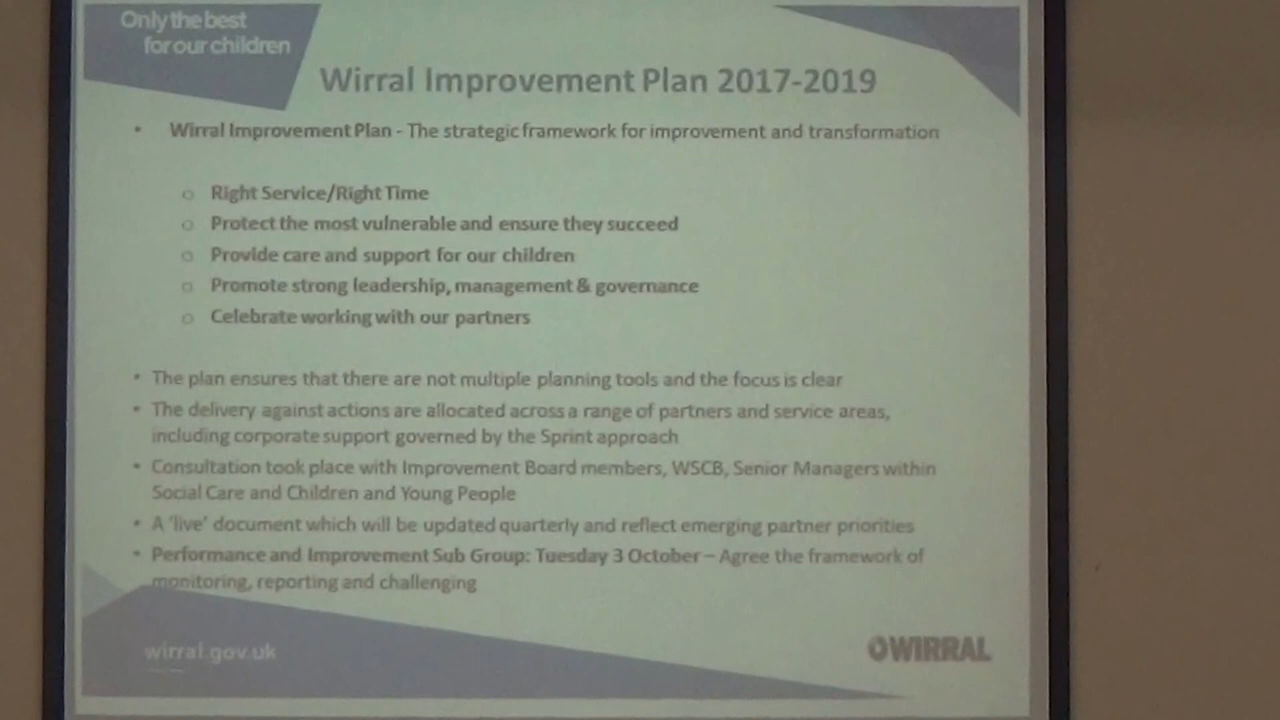 Only the best
for our children
Wirral Improvement Plan 2017-2019
• Wirral Improvement Plan - The strategic framework for improvement and transformation
o Right Service/Right Time
o Protect the most vulnerable and ensure they succeed
o Provide care and support for our children
o Promote strong leadership, management & governance
o Celebrate working with our partners
• The plan ensures that there are not multiple planning tools and the focus is clear
• The delivery against actions are allocated across a range of partners and service areas,
including corporate support governed by the Sprint approach
• Consultation took place with Improvement Board members, WSCB, Senior Managers within
Social Care and Children and Young People
• A 'live' document which will be updated quarterly and reflect emerging partner priorities
• Performance and Improvement Sub Group: Tuesday 3 October – Agree the framework of
monitoring, reporting and challenging
wirral.gov.uk
WIRRAL